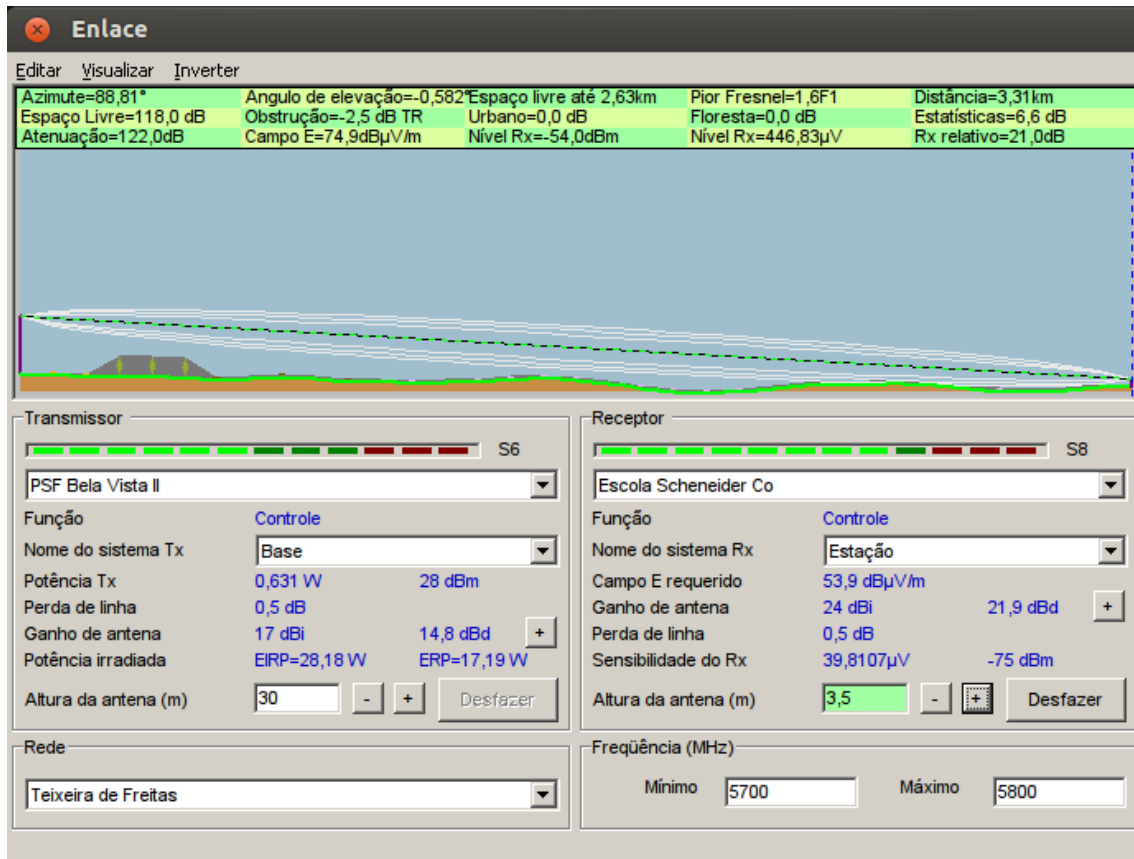 Enlace
Editar Visualizar Inverter
Azimute=88,81° Angulo de elevação=-0,582° Espaço livre até 2,63km Pior Fresnel=1,6F1 Distância=3,31km
Espaço Livre=118,0 dB Obstrução=-2,5 dB TR Urbano=0,0 dB Floresta=0,0 dB Estatísticas=6,6 dB
Atenuação=122,0dB Campo E=74,9dBµV/m Nível Rx=-54,0dBm Nível Rx=446,83µV Rx relativo=21,0dB
Transmissor
S6
PSF Bela Vista II
Função Controle
Nome do sistema Tx Base
Potência Tx 0,631 W 28 dBm
Perda de linha 0,5 dB
Ganho de antena 17 dBi 14,8 dBd +
Potência irradiada EIRP=28,18 W ERP=17,19 W
Altura da antena (m) 30 - + Desfazer
Rede
Teixeira de Freitas
Receptor
S8
Escola Scheneider Co
Função Controle
Nome do sistema Rx Estação
Campo E requerido 53,9 dBµV/m
Ganho de antena 24 dBi 21,9 dBd +
Perda de linha 0,5 dB
Sensibilidade do Rx 39,8107µV -75 dBm
Altura da antena (m) 3,5 - + Desfazer
Freqüência (MHz)
Mínimo 5700 Máximo 5800